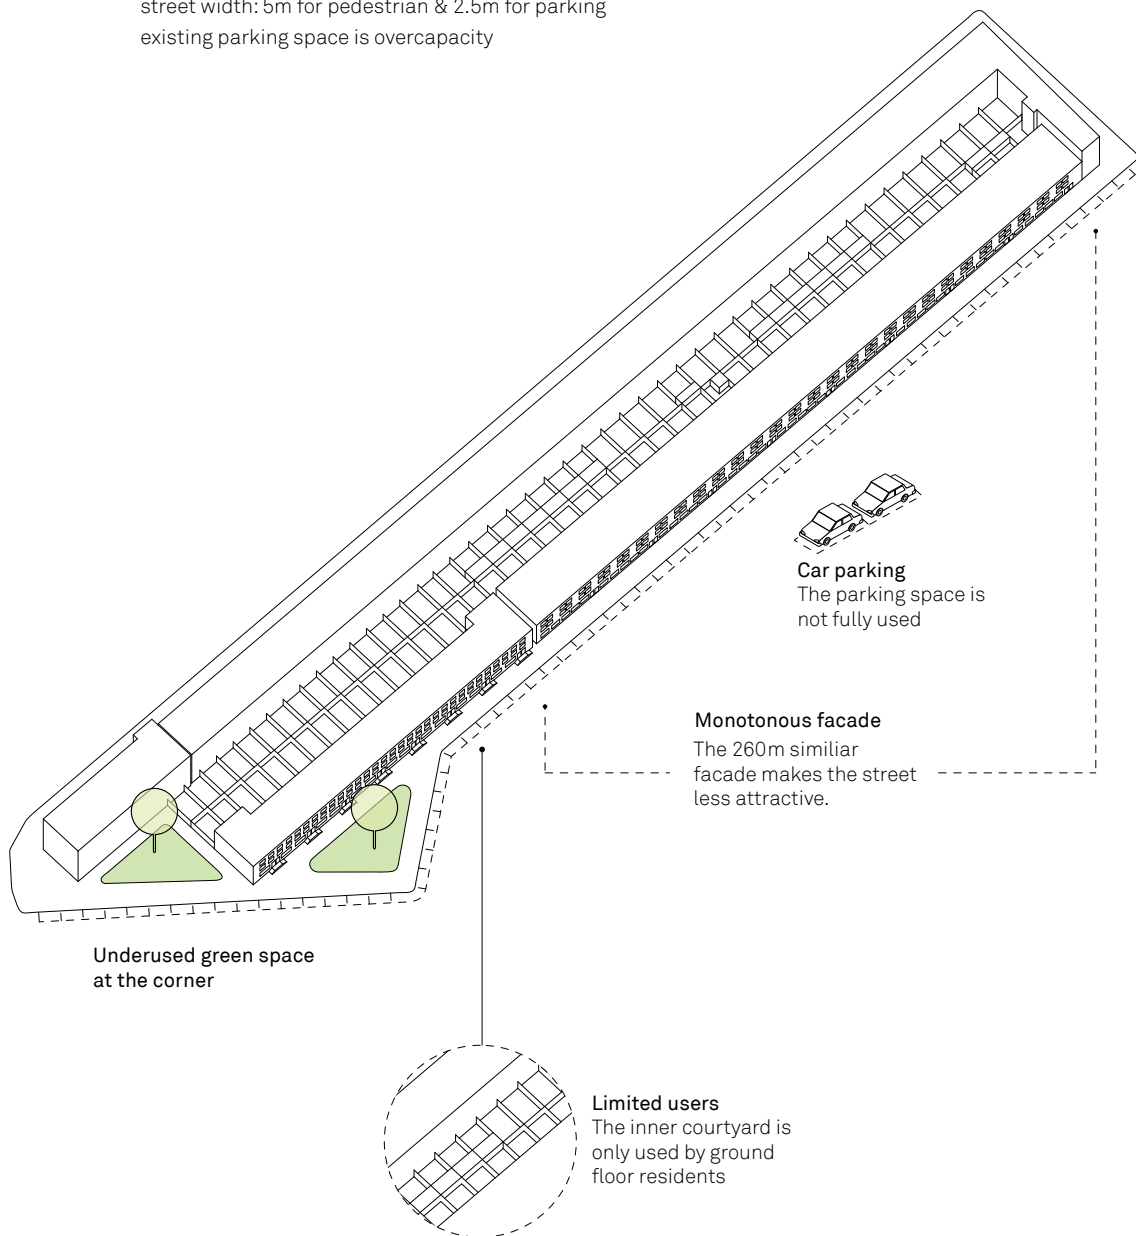 street width: 5m for pedestrian & 2.5m for parking
existing parking space is overcapacity
Car parking
The parking space is
not fully used
Monotonous facade
The 260m similiar
facade makes the street
less attractive.
Underused green space
at the corner
Limited users
The inner courtyard is
only used by ground
floor residents